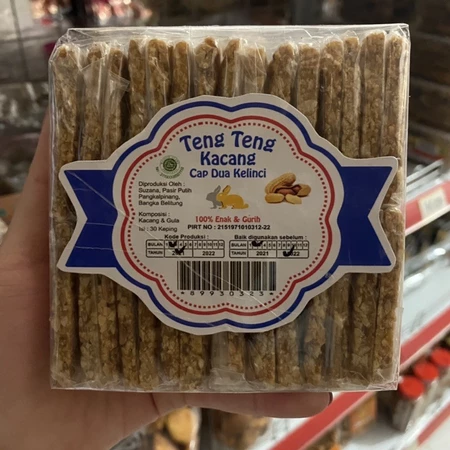 Teng Teng
Kacang
Cap Dua Kelinci
Diproduksi Oleh :
Suzana, Pasir Putih
Pangkelpinang,
Bangka Belitung
Komposisi :
Kacang & Gula
Isi : 30 Keping
100% Enak & Gurih
PIRT NO : 2151971010312-22
Kode Produksi :
Baik digunakan sebelum :
BULAN
BULAN
TAHUN 2022
TAHUN 2021 2022